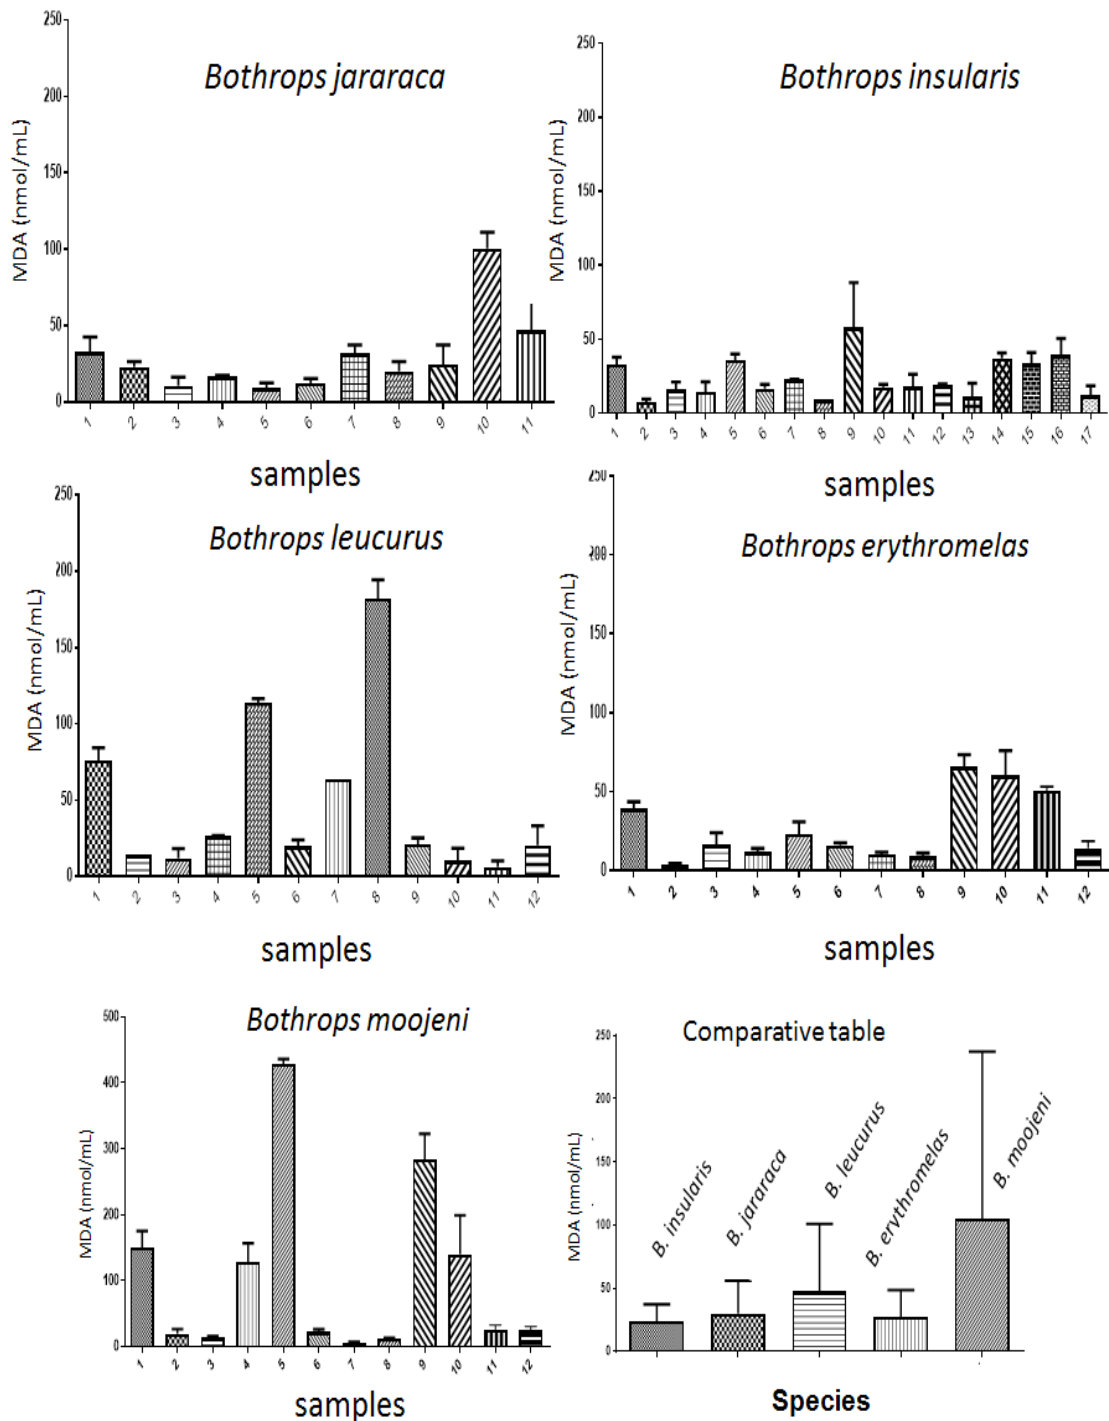 Bothrops jararaca
MDA (nmol/mL)
250
200
150
100
50
0
1 2 3 4 5 6 7 8 9 10 11
samples
Bothrops insularis
MDA (nmol/mL)
250
200
150
100
50
0
1 2 3 4 5 6 7 8 9 10 11 12 13 14 15 16 17
samples
Bothrops leucurus
MDA (nmol/mL)
250
200
150
100
50
0
1 2 3 4 5 6 7 8 9 10 11 12
samples
Bothrops erythromelas
MDA (nmol/mL)
250
200
150
100
50
0
1 2 3 4 5 6 7 8 9 10 11 12
samples
Bothrops moojeni
MDA (nmol/mL)
500
400
300
200
100
0
1 2 3 4 5 6 7 8 9 10 11 12
samples
Comparative table
MDA (nmol/mL)
250
200
150
100
50
0
B. insularis
B. jararaca
B. leucurus
B. erythromelas
B. moojeni
Species